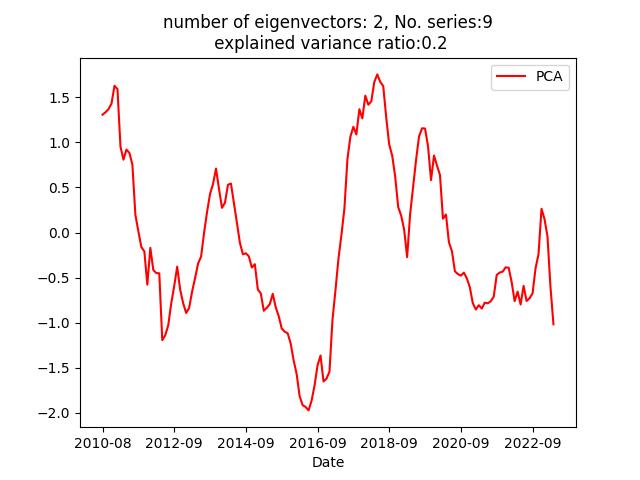 number of eigenvectors: 2, No. series:9
explained variance ratio:0.2
PCA
1.5
1.0
0.5
0.0
−0.5
−1.0
−1.5
−2.0
2010-08 2012-09 2014-09 2016-09 2018-09 2020-09 2022-09
Date